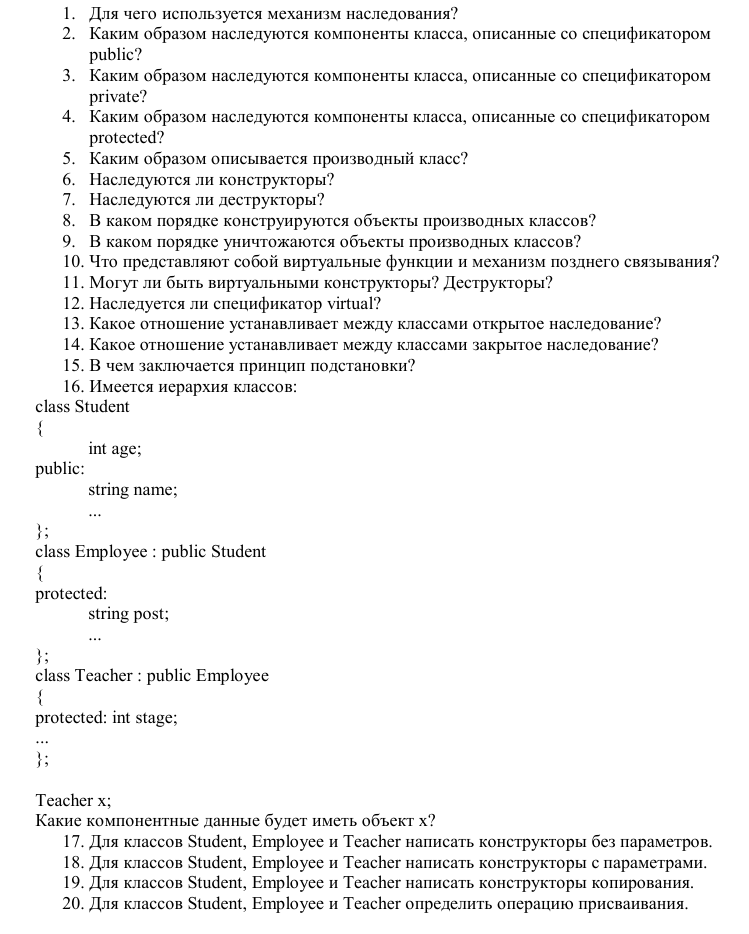 1. Для чего используется механизм наследования?
2. Каким образом наследуются компоненты класса, описанные со спецификатором
public?
3. Каким образом наследуются компоненты класса, описанные со спецификатором
private?
4. Каким образом наследуются компоненты класса, описанные со спецификатором
protected?
5. Каким образом описывается производный класс?
6. Наследуются ли конструкторы?
7. Наследуются ли деструкторы?
8. В каком порядке конструируются объекты производных классов?
9. В каком порядке уничтожаются объекты производных классов?
10. Что представляют собой виртуальные функции и механизм позднего связывания?
11. Могут ли быть виртуальными конструкторы? Деструкторы?
12. Наследуется ли спецификатор virtual?
13. Какое отношение устанавливает между классами открытое наследование?
14. Какое отношение устанавливает между классами закрытое наследование?
15. В чем заключается принцип подстановки?
16. Имеется иерархия классов:
class Student
{
int age;
public:
string name;
...
};
class Employee : public Student
{
protected:
string post;
...
};
class Teacher : public Employee
{
protected: int stage;
...
};
Teacher x;
Какие компонентные данные будет иметь объект х?
17. Для классов Student, Employee и Teacher написать конструкторы без параметров.
18. Для классов Student, Employee и Teacher написать конструкторы с параметрами.
19. Для классов Student, Employee и Teacher написать конструкторы копирования.
20. Для классов Student, Employee и Teacher определить операцию присваивания.